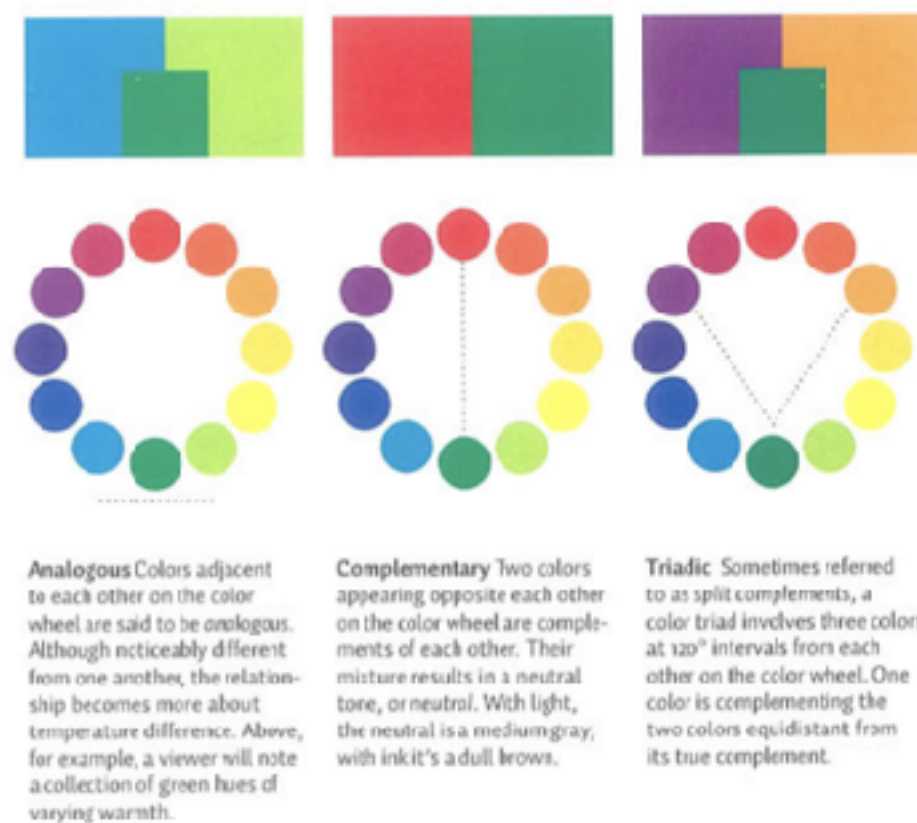 Analogous Colors adjacent
to each other on the color
wheel are said to be analogous.
Although noticeably different
from one another, the relation-
ship becomes more about
temperature difference. Above,
for example, a viewer will note
a collection of green hues of
varying warmth.
Complementary Two colors
appearing opposite each other
on the color wheel are comple-
ments of each other. Their
mixture results in a neutral
tone, or neutral. With light,
the neutral is a medium gray;
with ink it's a dull brown.
Triadic Sometimes referred
to as split complements, a
color triad involves three color
at 120° intervals from each
other on the color wheel. One
color is complementing the
two colors equidistant from
its true complement.